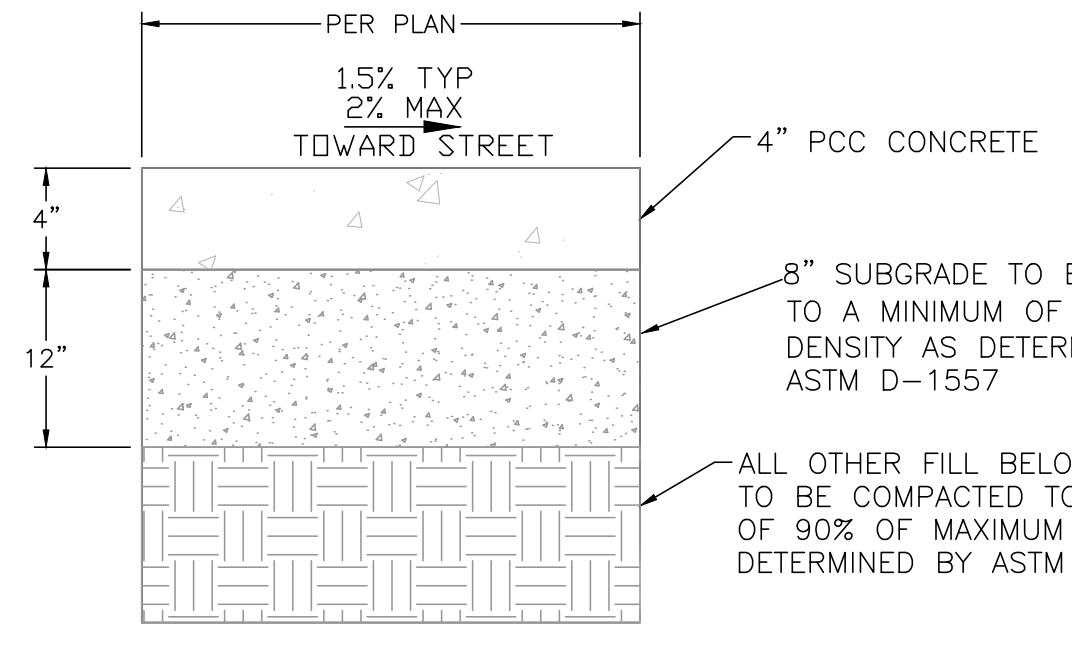 PER PLAN
1.5% TYP
2% MAX
TOWARD STREET
4" PCC CONCRETE
4"
8" SUBGRADE TO
TO A MINIMUM OF
12"
DENSITY AS
ASTM D-1557
ALL OTHER FILL
TO BE COMPACTED TO
OF 90% OF MAXIMUM
DETERMINED BY ASTM